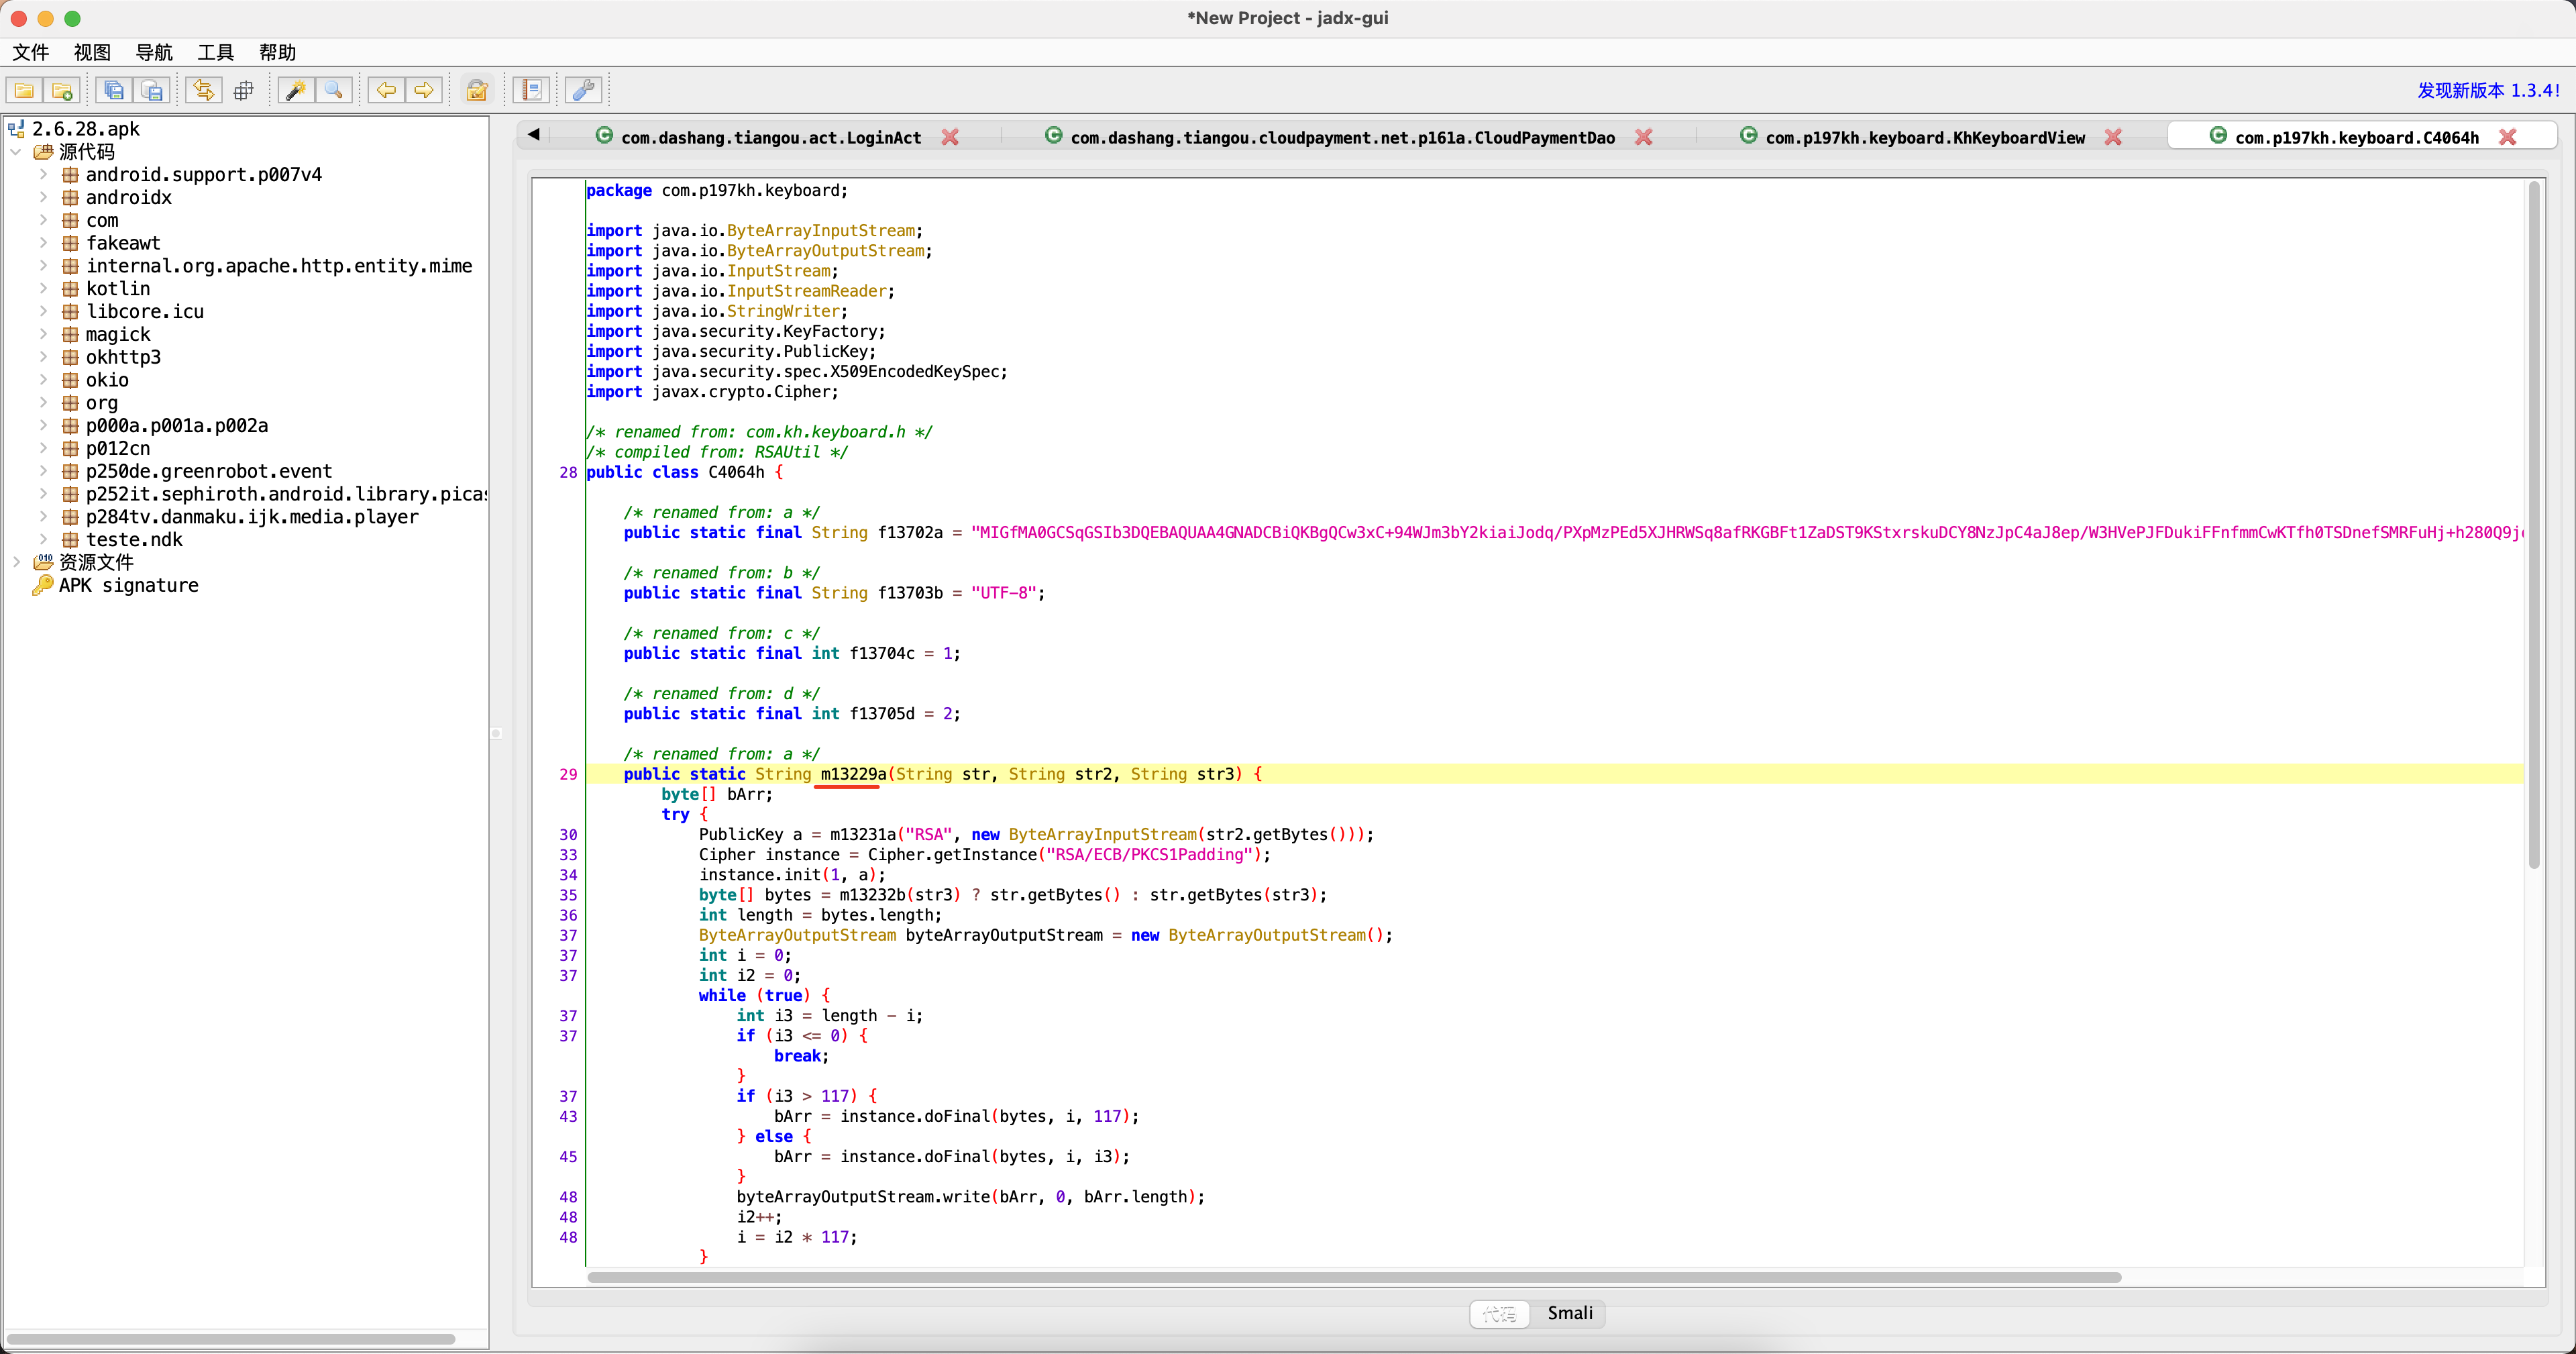 *New Project - jadx-gui
文件 视图 导航 工具 帮助
发现新版本 1.3.4!
2.6.28.apk
源代码
android.support.p007v4
androidx
com
fakeawt
internal.org.apache.http.entity.mime
kotlin
libcore.icu
magick
okhttp3
okio
org
p000a.p001a.p002a
p012cn
p250de.greenrobot.event
p252it.sephiroth.android.library.pica
p284tv.danmaku.ijk.media.player
teste.ndk
资源文件
APK signature
com.dashang.tiangou.act.LoginAct com.dashang.tiangou.cloudpayment.net.p161a.CloudPaymentDao com.p197kh.keyboard.KhKeyboardView com.p197kh.keyboard.C4064h
package com.p197kh.keyboard;
import java.io.ByteArrayInputStream;
import java.io.ByteArrayOutputStream;
import java.io.InputStream;
import java.io.InputStreamReader;
import java.io.StringWriter;
import java.security.KeyFactory;
import java.security.PublicKey;
import java.security.spec.X509EncodedKeySpec;
import javax.crypto.Cipher;
/* renamed from: com.kh.keyboard.h */
/* compiled from: RSAUtil */
28 public class C4064h {
/* renamed from: a */
public static final String f13702a = "MIGfMA0GCSqGSIb3DQEBAQUAA4GNADCBiQKBgQCw3xC+94WJm3bY2kiaiJodq/PXpMzPEd5XJHRWSq8afRKGBFt1ZaDST9KStxrskuDCY8NzJpC4aJ8ep/W3HVePJFDukiFFnfmmCwKTfh0TSDnefSMRFuHj+h280Q9j
/* renamed from: b */
public static final String f13703b = "UTF-8";
/* renamed from: c */
public static final int f13704c = 1;
/* renamed from: d */
public static final int f13705d = 2;
/* renamed from: a */
29 public static String m13229a(String str, String str2, String str3) {
byte[] bArr;
try {
30 PublicKey a = m13231a("RSA", new ByteArrayInputStream(str2.getBytes()));
33 Cipher instance = Cipher.getInstance("RSA/ECB/PKCS1Padding");
34 instance.init(1, a);
35 byte[] bytes = m13232b(str3) ? str.getBytes() : str.getBytes(str3);
36 int length = bytes.length;
37 ByteArrayOutputStream byteArrayOutputStream = new ByteArrayOutputStream();
37 int i = 0;
37 int i2 = 0;
while (true) {
37 int i3 = length - i;
37 if (i3 <= 0) {
break;
}
37 if (i3 > 117) {
43 bArr = instance.doFinal(bytes, i, 117);
} else {
45 bArr = instance.doFinal(bytes, i, i3);
}
48 byteArrayOutputStream.write(bArr, 0, bArr.length);
48 i2++;
48 i = i2 * 117;
}
代码 Smali